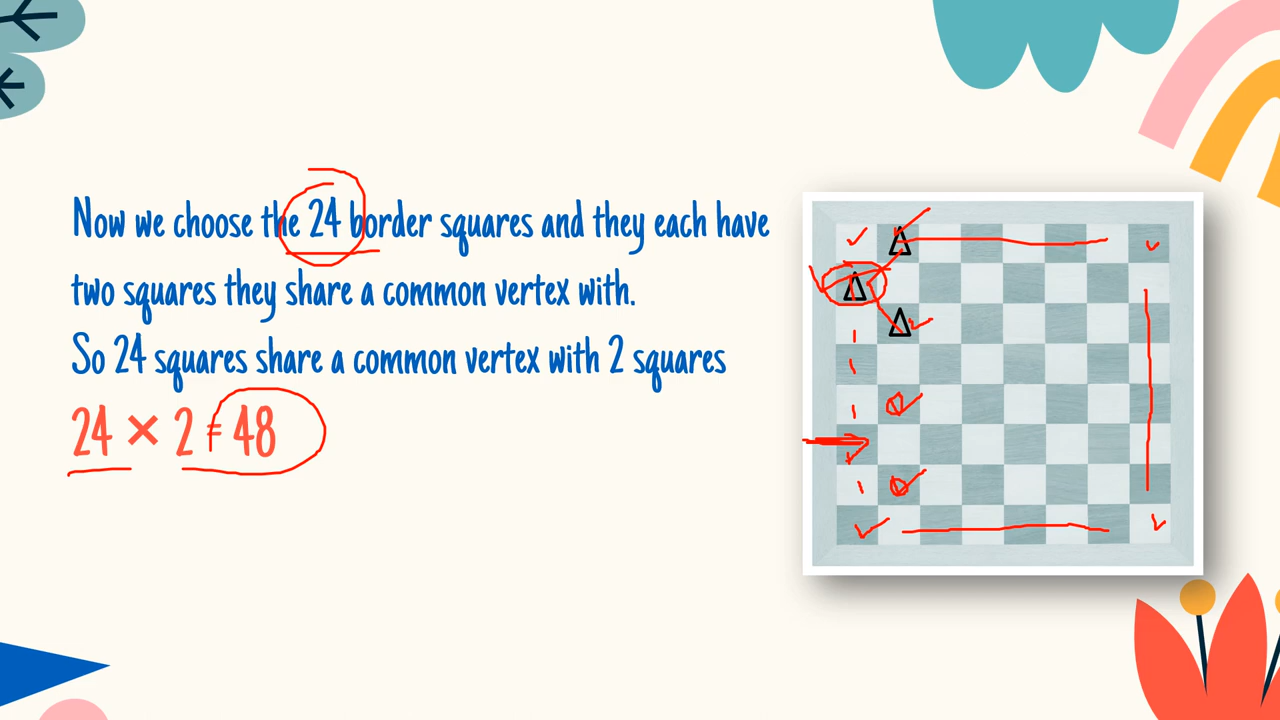 Now we choose the 24 border squares and they each have
two squares they share a common vertex with.
So 24 squares share a common vertex with 2 squares
24 × 2 = 48